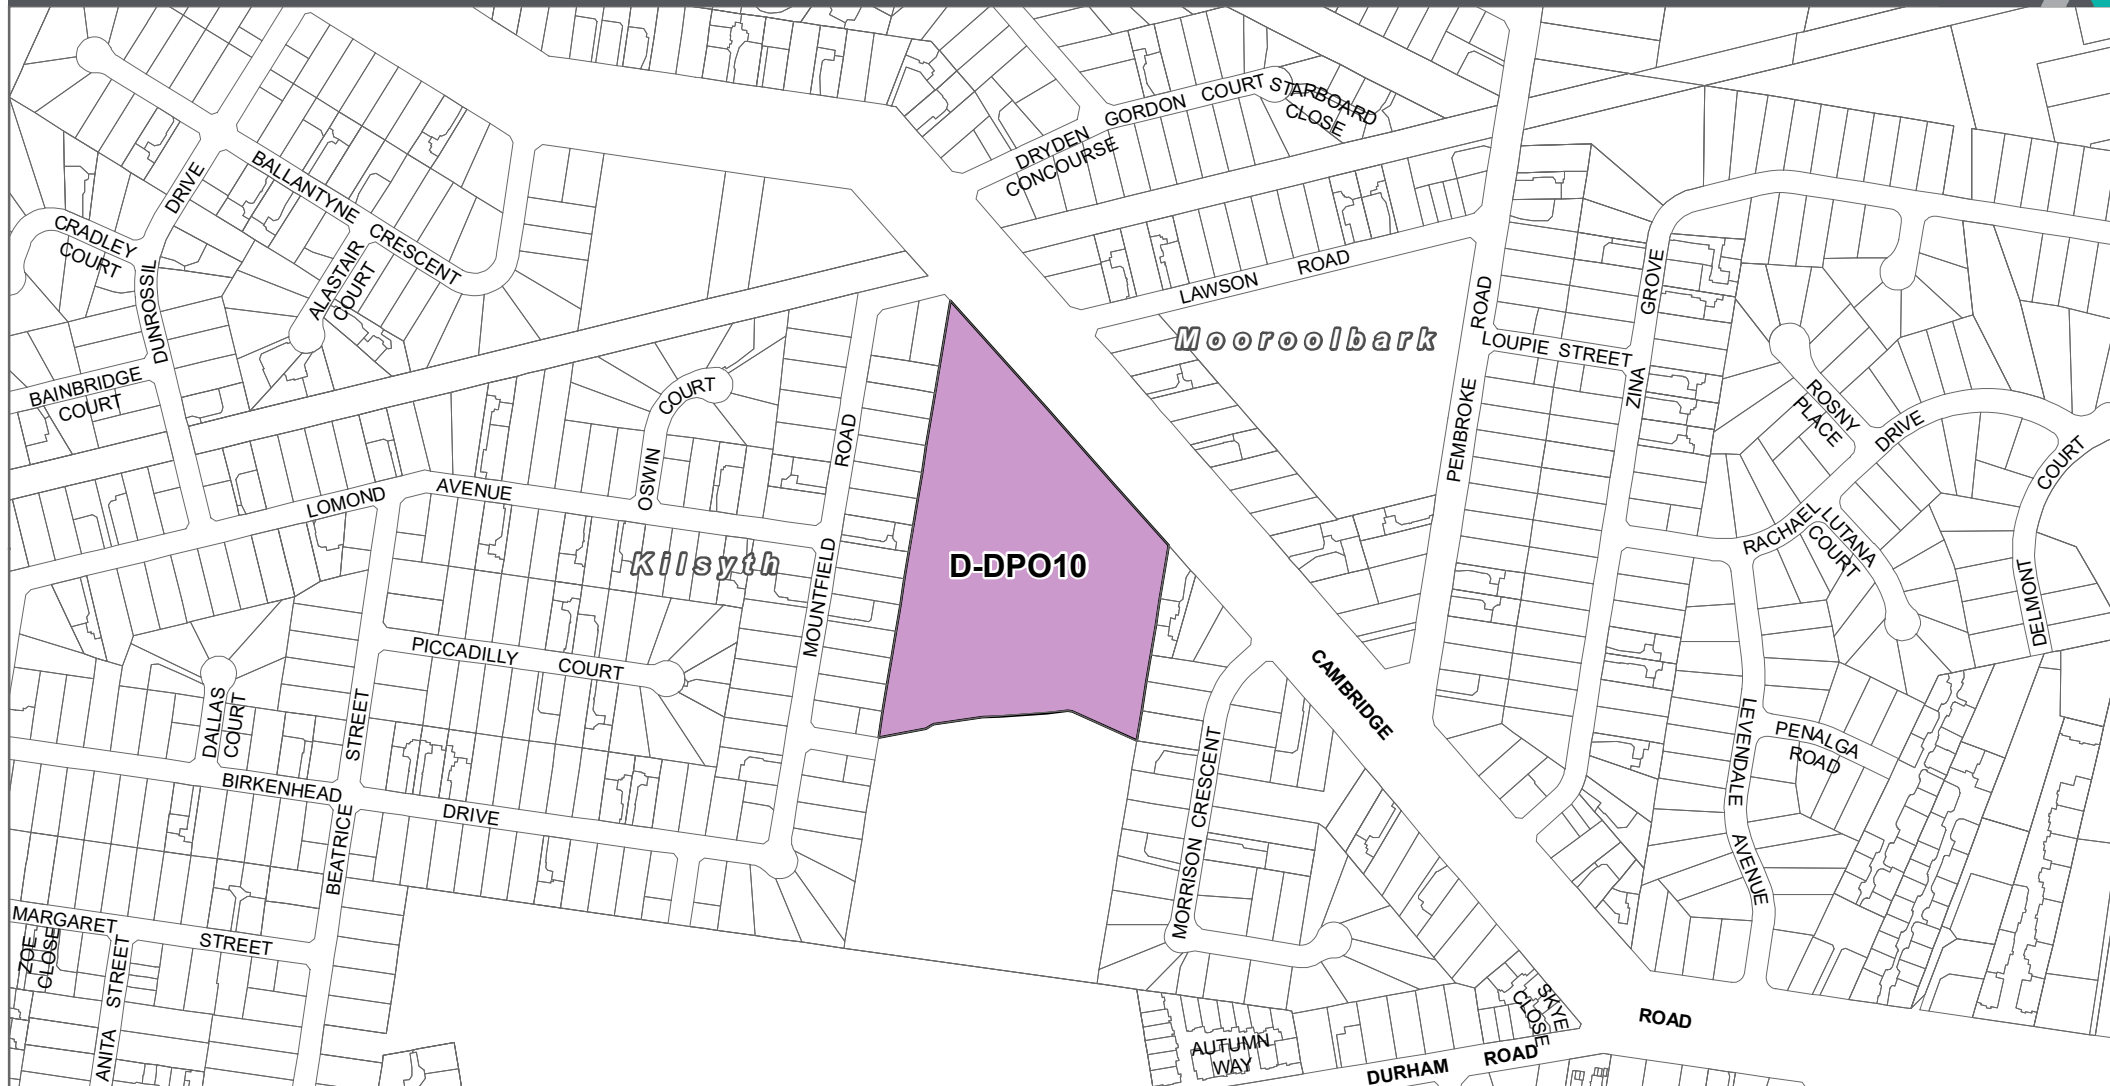 DRYDEN
CONCOURSE
GORDON COURT
STARBOARD
CLOSE
DRIVE
DUNROSSIL
BALLANTYNE
CRESCENT
CRADLEY
COURT
ALASTAIR
COURT
BAINBRIDGE
COURT
LAWSON ROAD
Mooroolbark
PEMBROKE ROAD
LOUPIE STREET
ZINA GROVE
ROSNY
PLACE
RACHAEL DRIVE
LUTANA
COURT
DELMONT COURT
OSWIN COURT
LOMOND AVENUE
MOUNTFIELD ROAD
Kilsyth
D-DPO10
PICCADILLY COURT
DALLAS
COURT
BEATRICE STREET
BIRKENHEAD DRIVE
MORRISON CRESCENT
CAMBRIDGE
ROAD
LEVENDALE AVENUE
PENALGA
ROAD
MARGARET STREET
ZOE
CLOSE
ANITA STREET
SKYE
CLOSE
AUTUMN
WAY
DURHAM ROAD